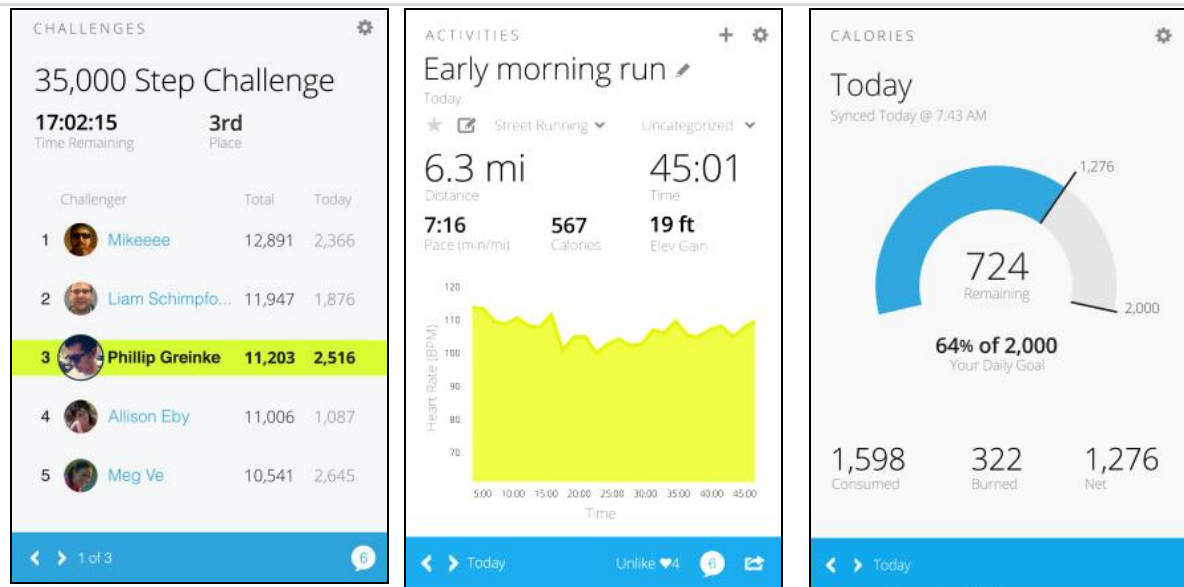 CHALLENGES
35,000 Step Challenge
17:02:15 3rd
Time Remaining Place
Challenger Total Today
1 Mikeeee 12,891 2,366
2 Liam Schimpfo... 11,947 1,876
3 Phillip Greinke 11,203 2,516
4 Allison Eby 11,006 1,087
5 Meg Ve 10,541 2,645
1 of 3 6
ACTIVITIES
Early morning run
Today
Street Running Uncategorized
6.3 mi 45:01
Distance Time
7:16 567 19 ft
Pace (min/mi) Calories Elev Gain
120
110
100
90
80
70
Heart Rate (BPM)
5:00 10:00 15:00 20:00 25:00 30:00 35:00 40:00 45:00
Time
Today Unlike ♥4 6
CALORIES
Today
Synced Today @ 7:43 AM
1,276
724
Remaining
2,000
64% of 2,000
Your Daily Goal
1,598 322 1,276
Consumed Burned Net
Today